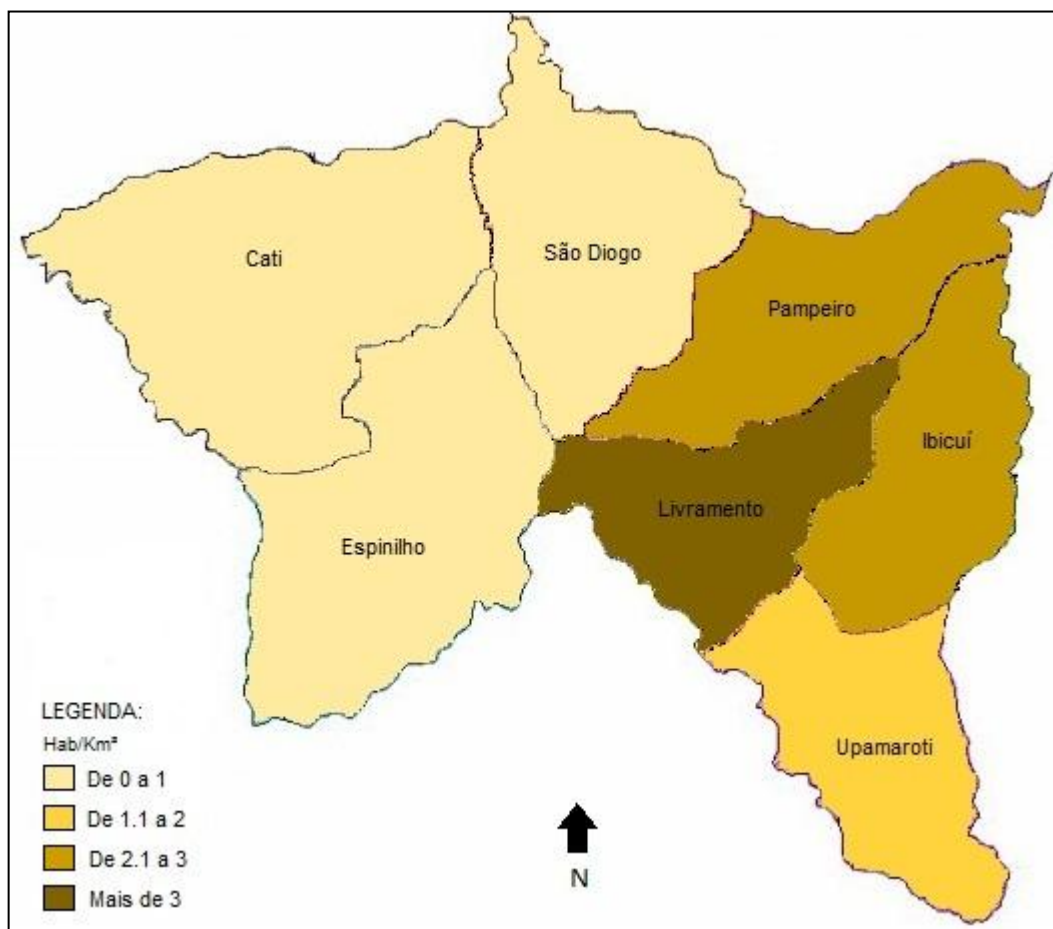 Cati
São Diogo
Pampeiro
Ibicuí
Livramento
Espinilho
Upamaroti
LEGENDA:
Hab/Km²
De 0 a 1
De 1.1 a 2
De 2.1 a 3
Mais de 3
N